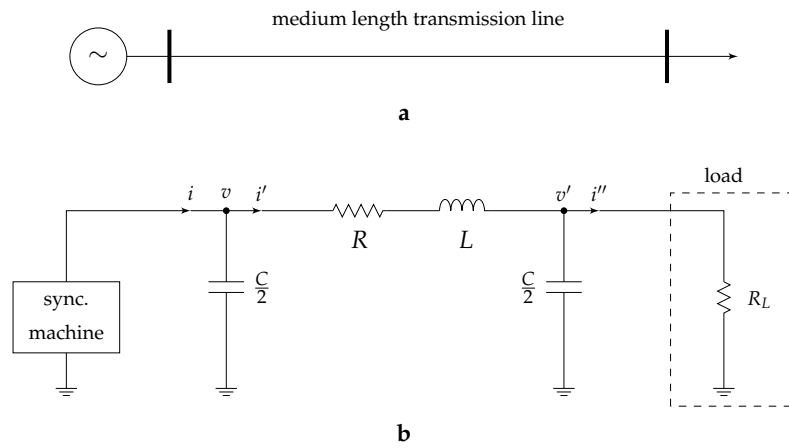 medium length transmission line
∼
a
load
i v i′ v′ i″
R L
C/2 C/2 R_L
sync.
machine
b